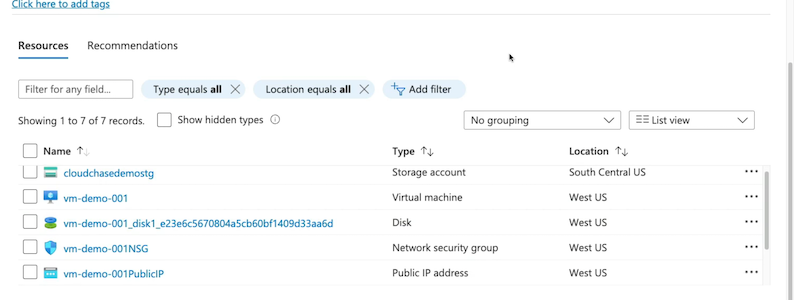 Click here to add tags
Resources Recommendations
Filter for any field... Type equals all Location equals all Add filter
Showing 1 to 7 of 7 records. Show hidden types No grouping List view
Name Type Location
cloudchasedemostg Storage account South Central US
vm-demo-001 Virtual machine West US
vm-demo-001_disk1_e23e6c5670804a5cb60bf1409d33aa6d Disk West US
vm-demo-001NSG Network security group West US
vm-demo-001PublicIP Public IP address West US